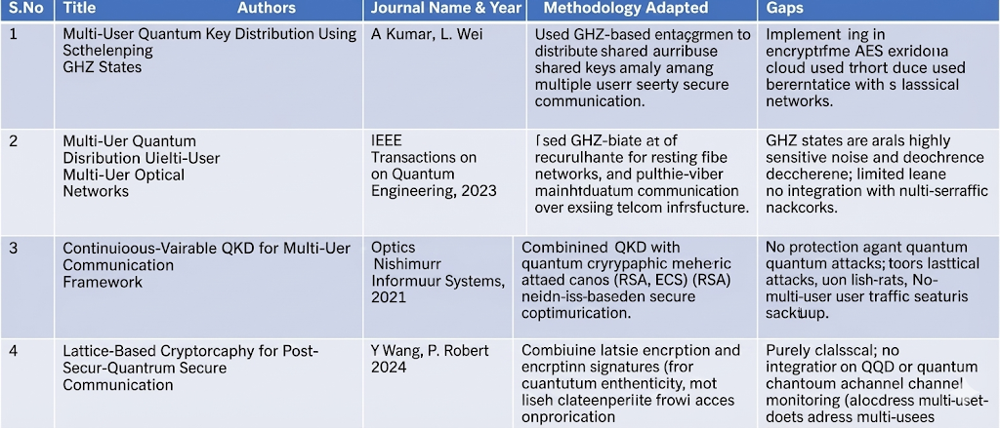 S.No Title Authors Journal Name & Year Methodology Adapted Gaps
1
Multi-User Quantum Key Distribution Using
Scthelenping
GHZ States
A Kumar, L. Wei
Used GHZ-based entaçgrmen to
distribute shared aurribuse
shared keys amaly amang
multiple userr seerty secure
communication.
Implement ing in
encryptfme AES exridoııa
cloud used trhort duce used
bererntatice with s lasssical
networks.
2
Multi-Uer Quantum
Disribution Uielti-User
Multi-Uer Optical
Networks
IEEE
Transactions on
on Quantum
Engineering, 2023
sed GHZ-biate at of
recurulhante for resting fibe
networks, and pulthie-viber
communication
over exsiing telcom infrsfucture.
GHZ states are arals highly
sensitive noise and deochrence
deccherene; limited leane
no integration with nulti-serraffic
nackcorks.
3
Continuioous-Vairable QKD for Multi-Uer
Communication
Framework
Optics
Nishimurr
Informuur Systems,
2021
Combinined QKD with
quantum cryrypaphic meheric
attaed canos (RSA, ECS) (RSA)
neidn-iss-baseden secure
coptimurication.
No protection agant quantum
quantum attacks; toors lasttical
attacks, uon lish-rats, No-
multi-user user traffic seaturis
4
Lattice-Based Cryptorcaphy for Post-
Secur-Quantrum Secure
Communication
Y Wang, P. Robert
2024
Combiuine latsie encrption and
encrptinn signatures (fror
cuantutum enthenticity, mot
liseh clateenperiite frowi acces
onprorication
Purely clalsscal; no
integratior on QQD or quantum
chantoum achannel channel
monitoring (alocdress multi-uset-
doets adress multi-usees